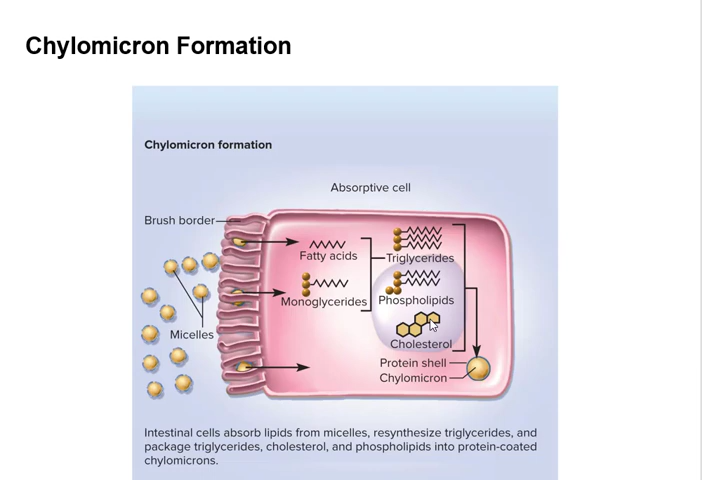 Chylomicron Formation
Chylomicron formation
Absorptive cell
Brush border
Fatty acids
Triglycerides
Monoglycerides
Phospholipids
Micelles
Cholesterol
Protein shell
Chylomicron
Intestinal cells absorb lipids from micelles, resynthesize triglycerides, and
package triglycerides, cholesterol, and phospholipids into protein-coated
chylomicrons.